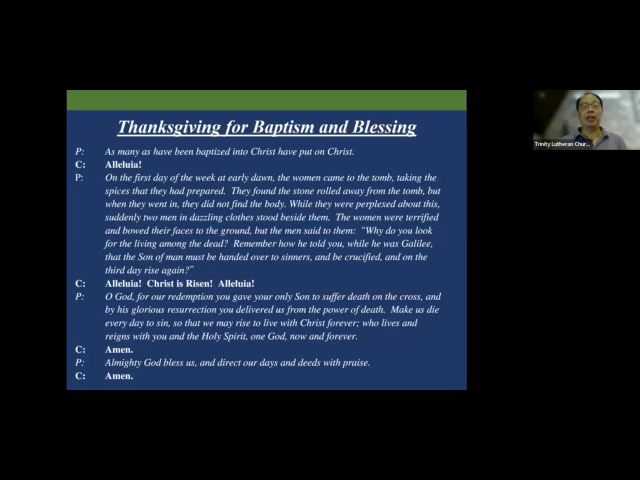 Thanksgiving for Baptism and Blessing
P: As many as have been baptized into Christ have put on Christ.
C: Alleluia!
P: On the first day of the week at early dawn, the women came to the tomb, taking the
spices that they had prepared. They found the stone rolled away from the tomb, but
when they went in, they did not find the body. While they were perplexed about this,
suddenly two men in dazzling clothes stood beside them. The women were terrified
and bowed their faces to the ground, but the men said to them: "Why do you look
for the living among the dead? Remember how he told you, while he was Galilee,
that the Son of man must be handed over to sinners, and be crucified, and on the
third day rise again?"
C: Alleluia! Christ is Risen! Alleluia!
P: O God, for our redemption you gave your only Son to suffer death on the cross, and
by his glorious resurrection you delivered us from the power of death. Make us die
every day to sin, so that we may rise to live with Christ forever; who lives and
reigns with you and the Holy Spirit, one God, now and forever.
C: Amen.
P: Almighty God bless us, and direct our days and deeds with praise.
C: Amen.
Trinity Lutheran Chur...